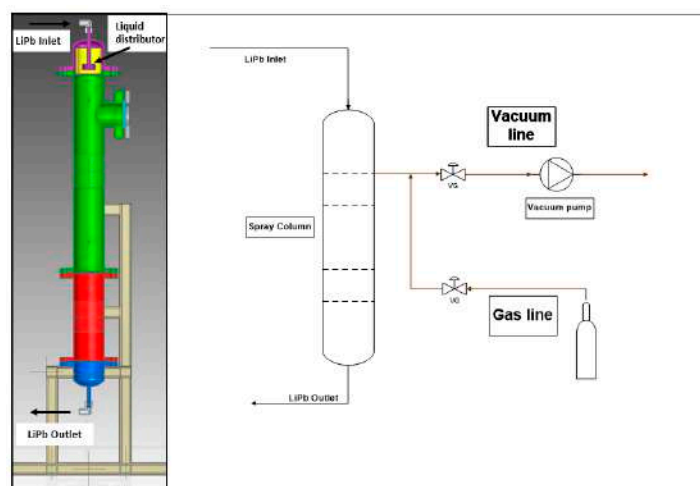 LiPb Inlet
Liquid
distributor
LiPb Outlet
LiPb Inlet
Vacuum
line
VG
Vacuum pump
Spray Column
VG
Gas line
LiPb Outlet